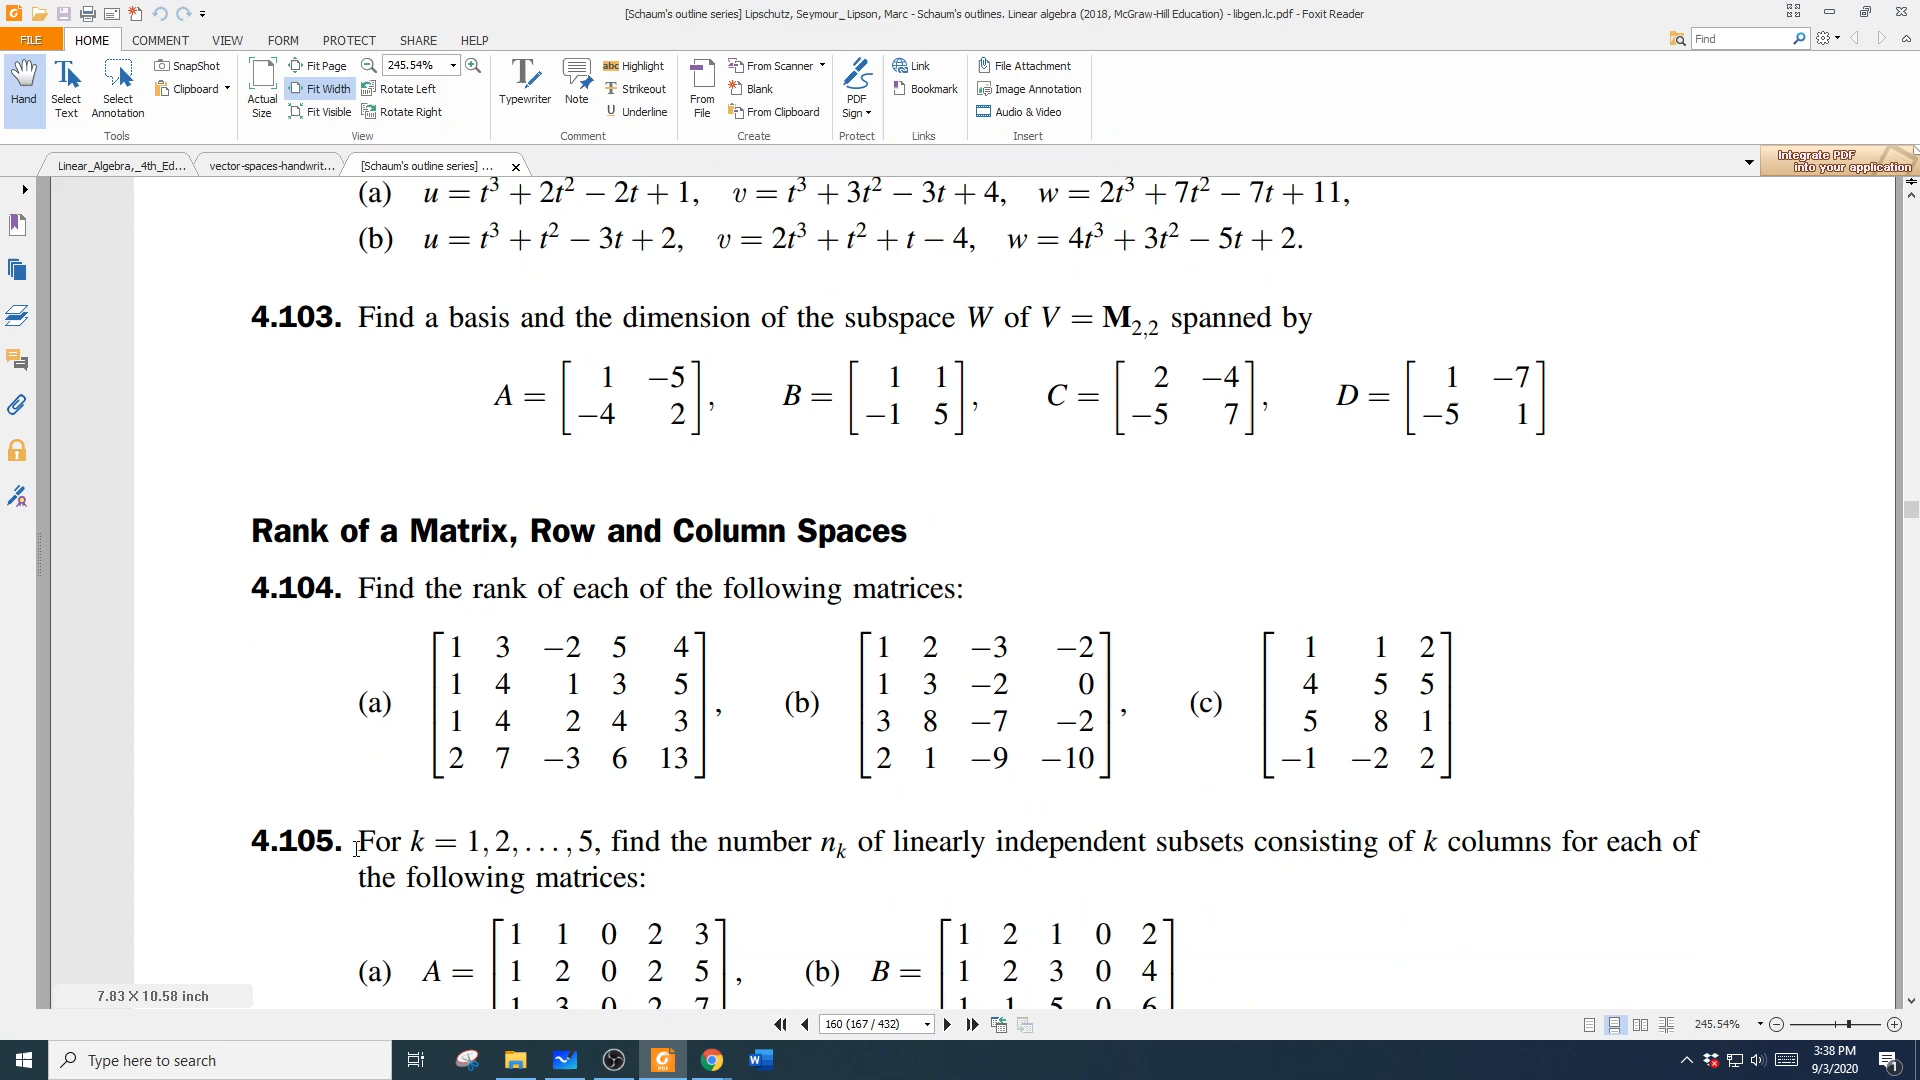 [Schaum's outline series] Lipschutz, Seymour_ Lipson, Marc - Schaum's outlines. Linear algebra (2018, McGraw-Hill Education) - libgen.lc.pdf - Foxit Reader
FILE HOME COMMENT VIEW FORM PROTECT SHARE HELP
Find
Hand
Select Text
Select Annotation
SnapShot
Clipboard
Tools
Actual Size
Fit Page
Fit Width
Fit Visible
245.54%
Rotate Left
Rotate Right
View
Typewriter
Note
Highlight
Strikeout
Underline
Comment
From File
From Scanner
Blank
From Clipboard
Create
PDF Sign
Protect
Link
Bookmark
Links
File Attachment
Image Annotation
Audio & Video
Insert
Linear_Algebra,_4th_Ed... vector-spaces-handwrit... [Schaum's outline series] ...
Integrate PDF
into your application
(a) u = t³ + 2t² − 2t + 1, v = t³ + 3t² − 3t + 4, w = 2t³ + 7t² − 7t + 11,
(b) u = t³ + t² − 3t + 2, v = 2t³ + t² + t − 4, w = 4t³ + 3t² − 5t + 2.
4.103. Find a basis and the dimension of the subspace W of V = M₂,₂ spanned by
A = [1 −5; −4 2], B = [1 1; −1 5], C = [2 −4; −5 7], D = [1 −7; −5 1]
Rank of a Matrix, Row and Column Spaces
4.104. Find the rank of each of the following matrices:
(a) [1 3 −2 5 4; 1 4 1 3 5; 1 4 2 4 3; 2 7 −3 6 13], (b) [1 2 −3 −2; 1 3 −2 0; 3 8 −7 −2; 2 1 −9 −10], (c) [1 1 2; 4 5 5; 5 8 1; −1 −2 2]
4.105. For k = 1, 2, . . . , 5, find the number nₖ of linearly independent subsets consisting of k columns for each of
the following matrices:
(a) A = [1 1 0 2 3; 1 2 0 2 5; 1 3 0 2 7], (b) B = [1 2 1 0 2; 1 2 3 0 4; 1 1 5 0 6]
7.83 X 10.58 inch
160 (167 / 432)
245.54%
Type here to search
3:38 PM
9/3/2020